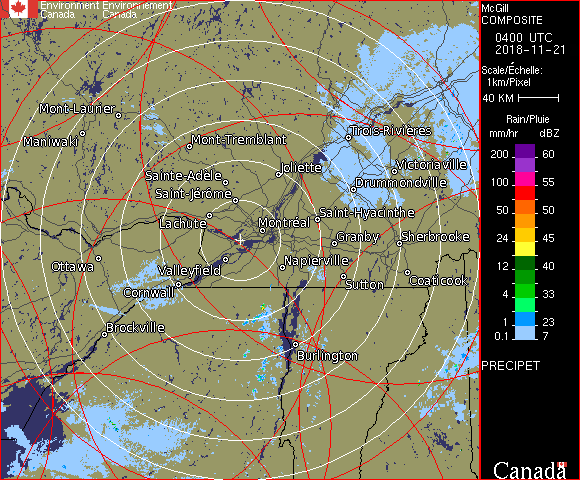 Environment Environnement
Canada Canada
McGill
COMPOSITE
0400 UTC
2018-11-21
Scale/Échelle:
1km/Pixel
40 KM
Rain/Pluie
mm/hr dBZ
200 60
150 57
100 55
50 50
24 45
12 40
4 33
1 23
0.1 7
PRECIPET
Mont-Laurier
Maniwaki
Mont-Tremblant
Trois-Rivières
Sainte-Adèle
Joliette
Victoriaville
Saint-Jérôme
Drummondville
Lachute
Montréal
Saint-Hyacinthe
Granby
Sherbrooke
Ottawa
Valleyfield
Napierville
Cornwall
Sutton
Coaticook
Brockville
Burlington
Canada